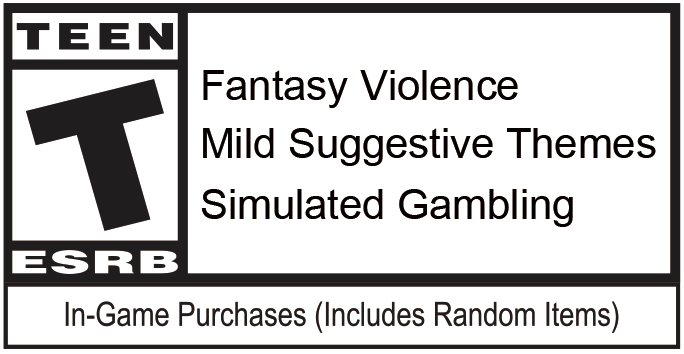 TEEN
T
ESRB
Fantasy Violence
Mild Suggestive Themes
Simulated Gambling
In-Game Purchases (Includes Random Items)